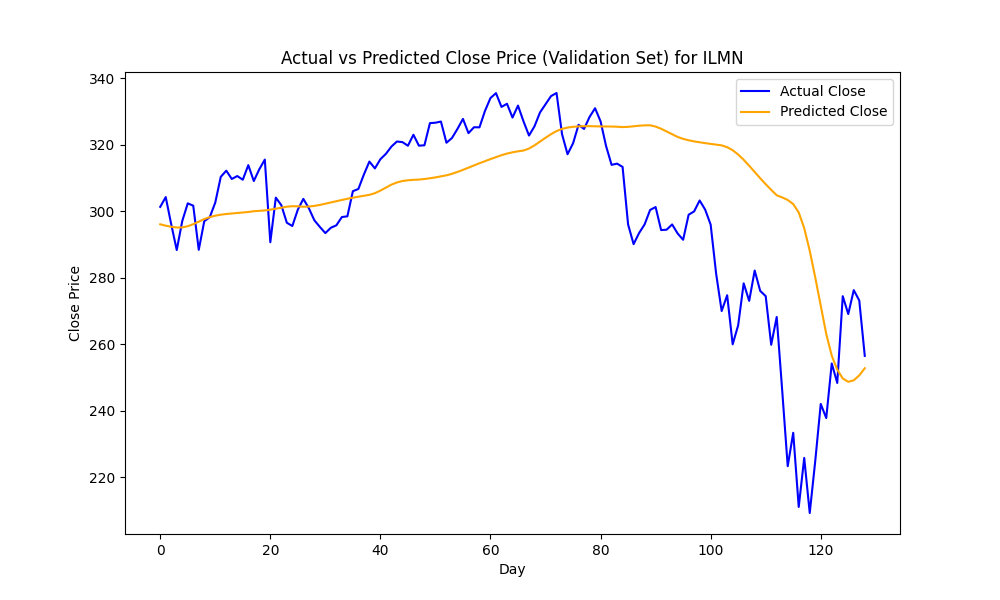 Actual vs Predicted Close Price (Validation Set) for ILMN
Actual Close
Predicted Close
Close Price
340
320
300
280
260
240
220
0 20 40 60 80 100 120
Day